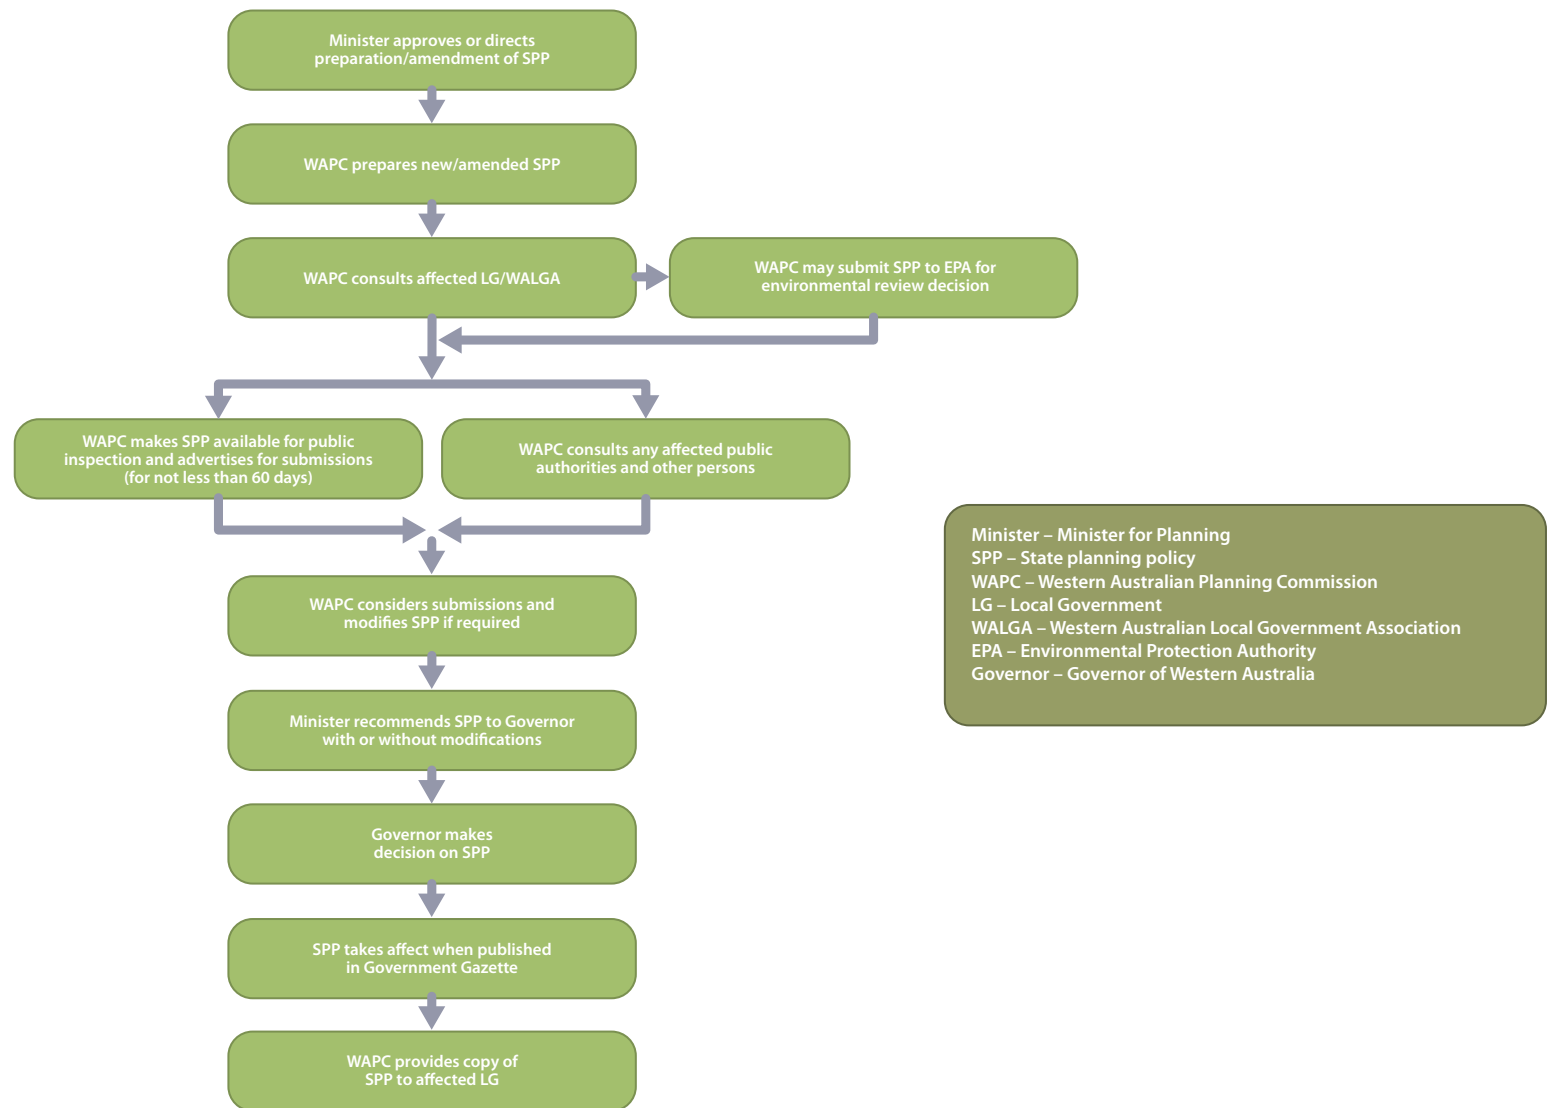 Minister approves or directs
preparation/amendment of SPP
WAPC prepares new/amended SPP
WAPC consults affected LG/WALGA
WAPC may submit SPP to EPA for
environmental review decision
WAPC makes SPP available for public
inspection and advertises for submissions
(for not less than 60 days)
WAPC consults any affected public
authorities and other persons
WAPC considers submissions and
modifies SPP if required
Minister recommends SPP to Governor
with or without modifications
Governor makes
decision on SPP
SPP takes affect when published
in Government Gazette
WAPC provides copy of
SPP to affected LG
Minister – Minister for Planning
SPP – State planning policy
WAPC – Western Australian Planning Commission
LG – Local Government
WALGA – Western Australian Local Government Association
EPA – Environmental Protection Authority
Governor – Governor of Western Australia